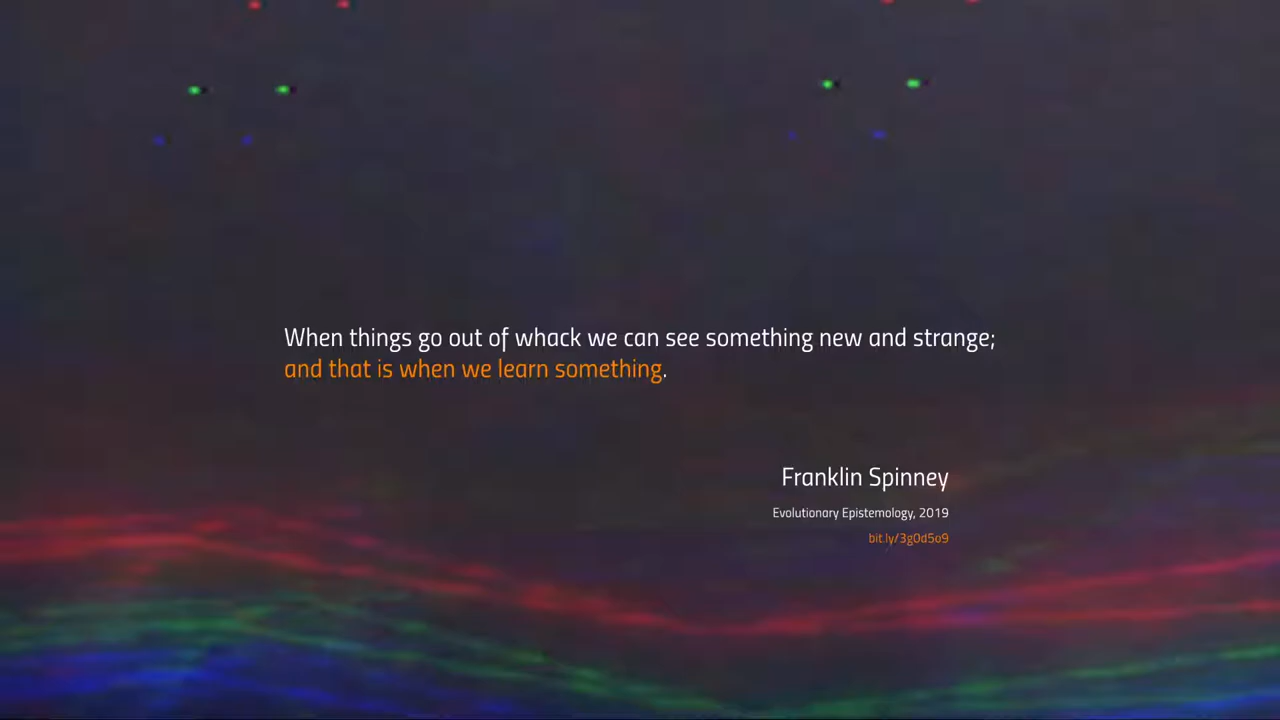 When things go out of whack we can see something new and strange;
and that is when we learn something.
Franklin Spinney
Evolutionary Epistemology, 2019
bit.ly/3g0d5o9